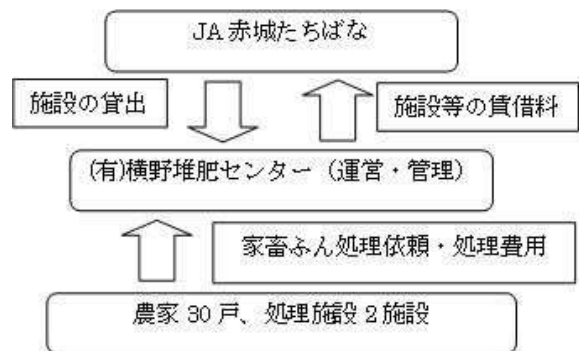 JA 赤城たちばな
施設の貸出
施設等の賃借料
(有)横野堆肥センター（運営・管理）
家畜ふん処理依頼・処理費用
農家 30 戸、処理施設 2 施設